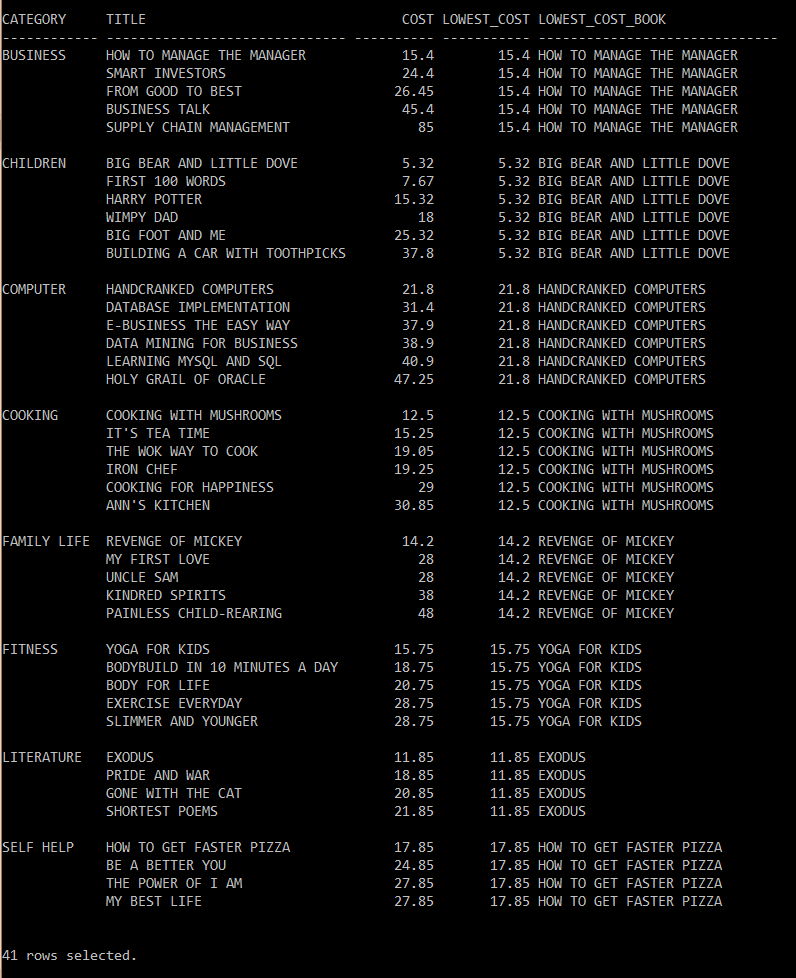 CATEGORY     TITLE                                COST LOWEST_COST LOWEST_COST_BOOK
------------ ------------------------------ ---------- ----------- ------------------------------
BUSINESS     HOW TO MANAGE THE MANAGER            15.4        15.4 HOW TO MANAGE THE MANAGER
             SMART INVESTORS                      24.4        15.4 HOW TO MANAGE THE MANAGER
             FROM GOOD TO BEST                   26.45        15.4 HOW TO MANAGE THE MANAGER
             BUSINESS TALK                        45.4        15.4 HOW TO MANAGE THE MANAGER
             SUPPLY CHAIN MANAGEMENT                85        15.4 HOW TO MANAGE THE MANAGER

CHILDREN     BIG BEAR AND LITTLE DOVE             5.32        5.32 BIG BEAR AND LITTLE DOVE
             FIRST 100 WORDS                      7.67        5.32 BIG BEAR AND LITTLE DOVE
             HARRY POTTER                        15.32        5.32 BIG BEAR AND LITTLE DOVE
             WIMPY DAD                              18        5.32 BIG BEAR AND LITTLE DOVE
             BIG FOOT AND ME                     25.32        5.32 BIG BEAR AND LITTLE DOVE
             BUILDING A CAR WITH TOOTHPICKS       37.8        5.32 BIG BEAR AND LITTLE DOVE

COMPUTER     HANDCRANKED COMPUTERS                21.8        21.8 HANDCRANKED COMPUTERS
             DATABASE IMPLEMENTATION              31.4        21.8 HANDCRANKED COMPUTERS
             E-BUSINESS THE EASY WAY              37.9        21.8 HANDCRANKED COMPUTERS
             DATA MINING FOR BUSINESS             38.9        21.8 HANDCRANKED COMPUTERS
             LEARNING MYSQL AND SQL               40.9        21.8 HANDCRANKED COMPUTERS
             HOLY GRAIL OF ORACLE                47.25        21.8 HANDCRANKED COMPUTERS

COOKING      COOKING WITH MUSHROOMS               12.5        12.5 COOKING WITH MUSHROOMS
             IT'S TEA TIME                       15.25        12.5 COOKING WITH MUSHROOMS
             THE WOK WAY TO COOK                 19.05        12.5 COOKING WITH MUSHROOMS
             IRON CHEF                           19.25        12.5 COOKING WITH MUSHROOMS
             COOKING FOR HAPPINESS                  29        12.5 COOKING WITH MUSHROOMS
             ANN'S KITCHEN                       30.85        12.5 COOKING WITH MUSHROOMS

FAMILY LIFE  REVENGE OF MICKEY                    14.2        14.2 REVENGE OF MICKEY
             MY FIRST LOVE                          28        14.2 REVENGE OF MICKEY
             UNCLE SAM                              28        14.2 REVENGE OF MICKEY
             KINDRED SPIRITS                        38        14.2 REVENGE OF MICKEY
             PAINLESS CHILD-REARING                 48        14.2 REVENGE OF MICKEY

FITNESS      YOGA FOR KIDS                       15.75       15.75 YOGA FOR KIDS
             BODYBUILD IN 10 MINUTES A DAY       18.75       15.75 YOGA FOR KIDS
             BODY FOR LIFE                       20.75       15.75 YOGA FOR KIDS
             EXERCISE EVERYDAY                   28.75       15.75 YOGA FOR KIDS
             SLIMMER AND YOUNGER                 28.75       15.75 YOGA FOR KIDS

LITERATURE   EXODUS                              11.85       11.85 EXODUS
             PRIDE AND WAR                       18.85       11.85 EXODUS
             GONE WITH THE CAT                   20.85       11.85 EXODUS
             SHORTEST POEMS                      21.85       11.85 EXODUS

SELF HELP    HOW TO GET FASTER PIZZA             17.85       17.85 HOW TO GET FASTER PIZZA
             BE A BETTER YOU                     24.85       17.85 HOW TO GET FASTER PIZZA
             THE POWER OF I AM                   27.85       17.85 HOW TO GET FASTER PIZZA
             MY BEST LIFE                        27.85       17.85 HOW TO GET FASTER PIZZA

41 rows selected.